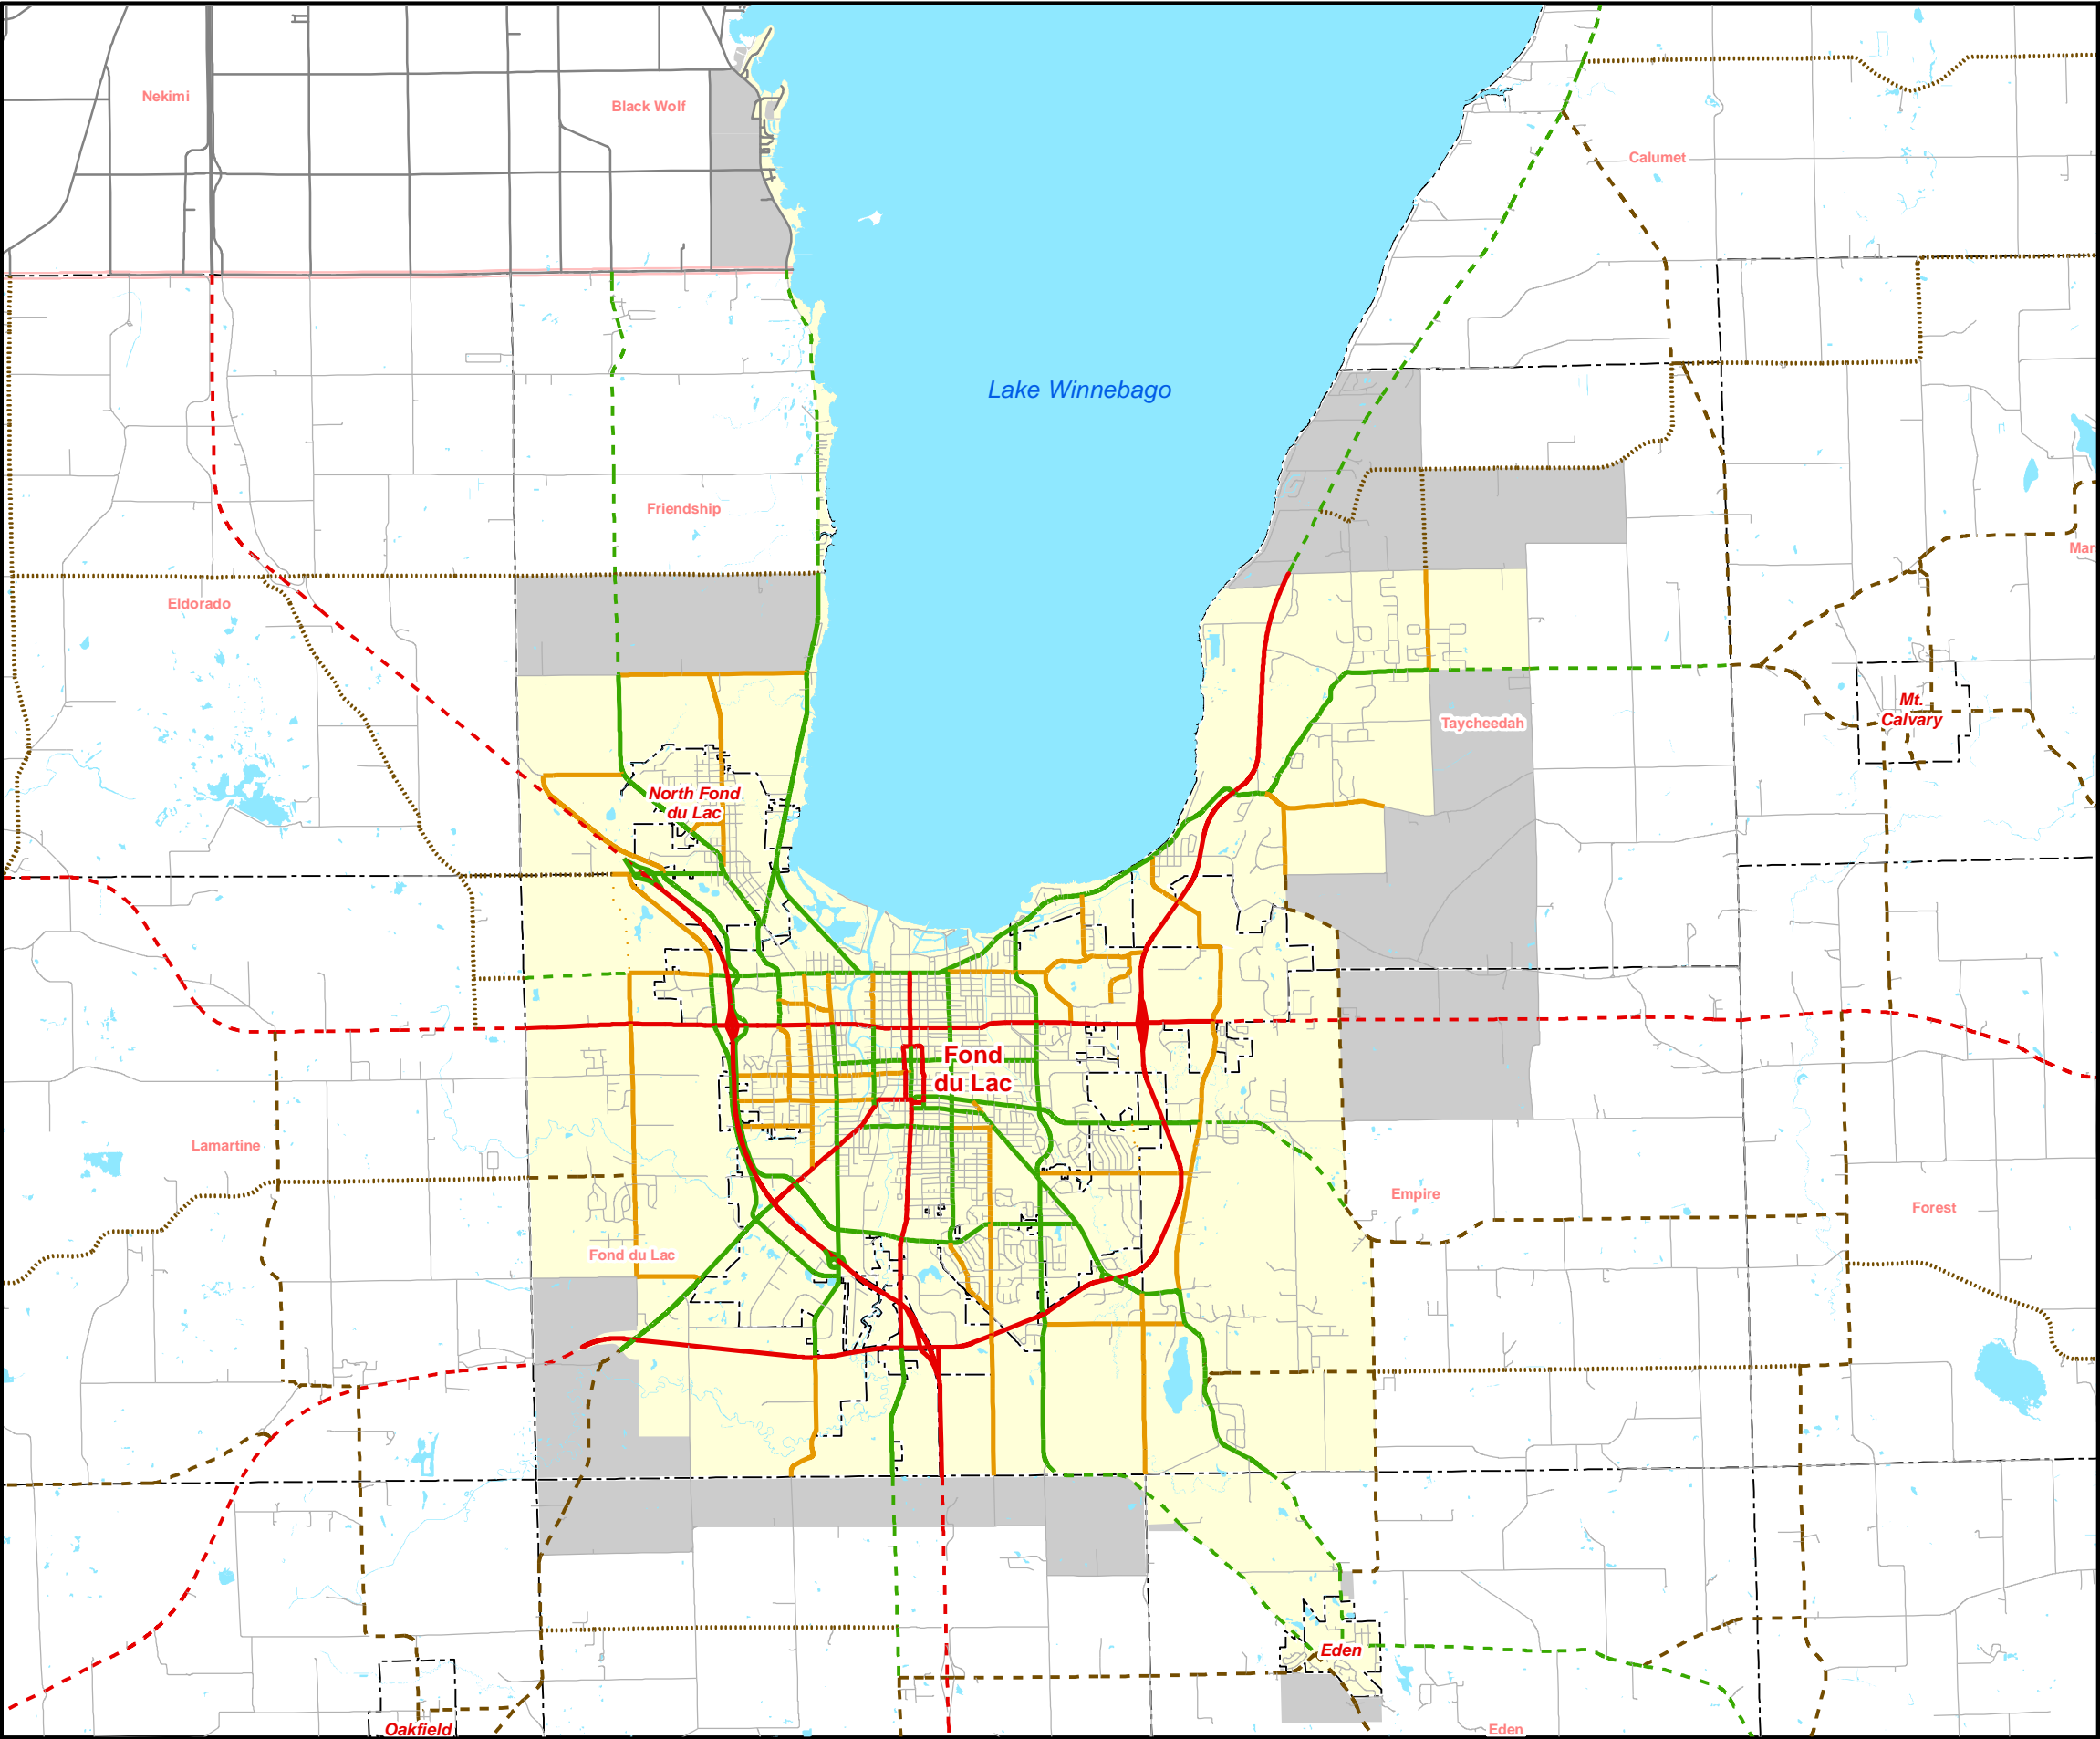 Nekimi
Black Wolf
Calumet
Lake Winnebago
Friendship
Mar
Eldorado
Mt.
Calvary
Taycheedah
North Fond
du Lac
Fond
du Lac
Lamartine
Empire
Forest
Fond du Lac
Eden
Oakfield
Eden